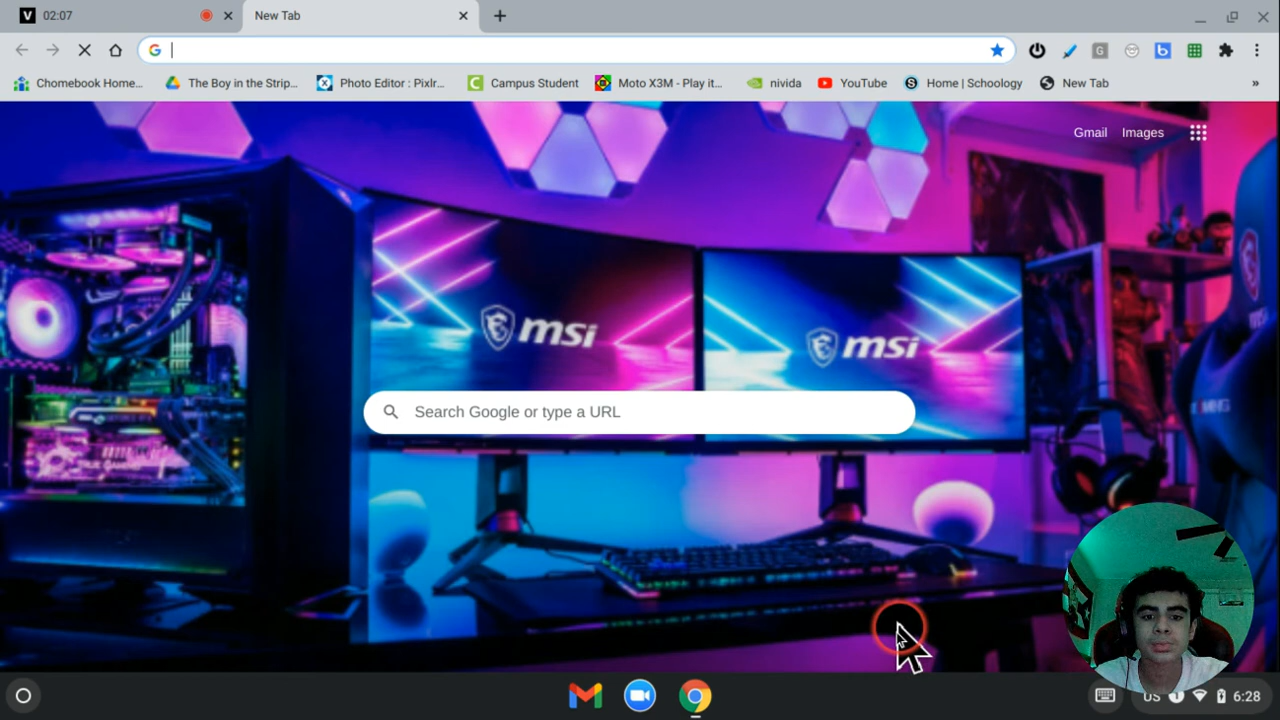 02:07
New Tab
Chomebook Home...
The Boy in the Strip...
Photo Editor : Pixlr...
Campus Student
Moto X3M - Play it...
nivida
YouTube
Home | Schoology
New Tab
»
Gmail
Images
msi
msi
Search Google or type a URL
US
6:28